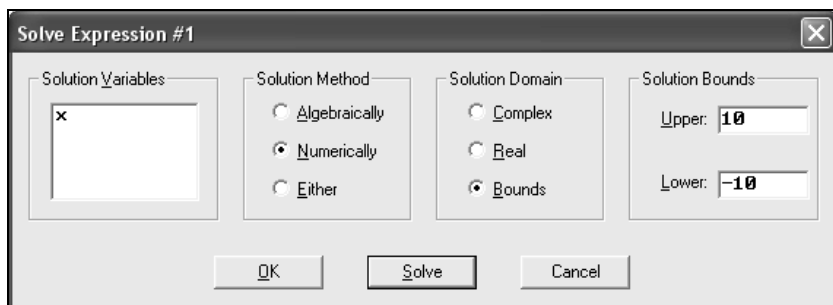 Solve Expression #1
Solution Variables
x
Solution Method
Algebraically
Numerically
Either
Solution Domain
Complex
Real
Bounds
Solution Bounds
Upper: 10
Lower: -10
OK
Solve
Cancel